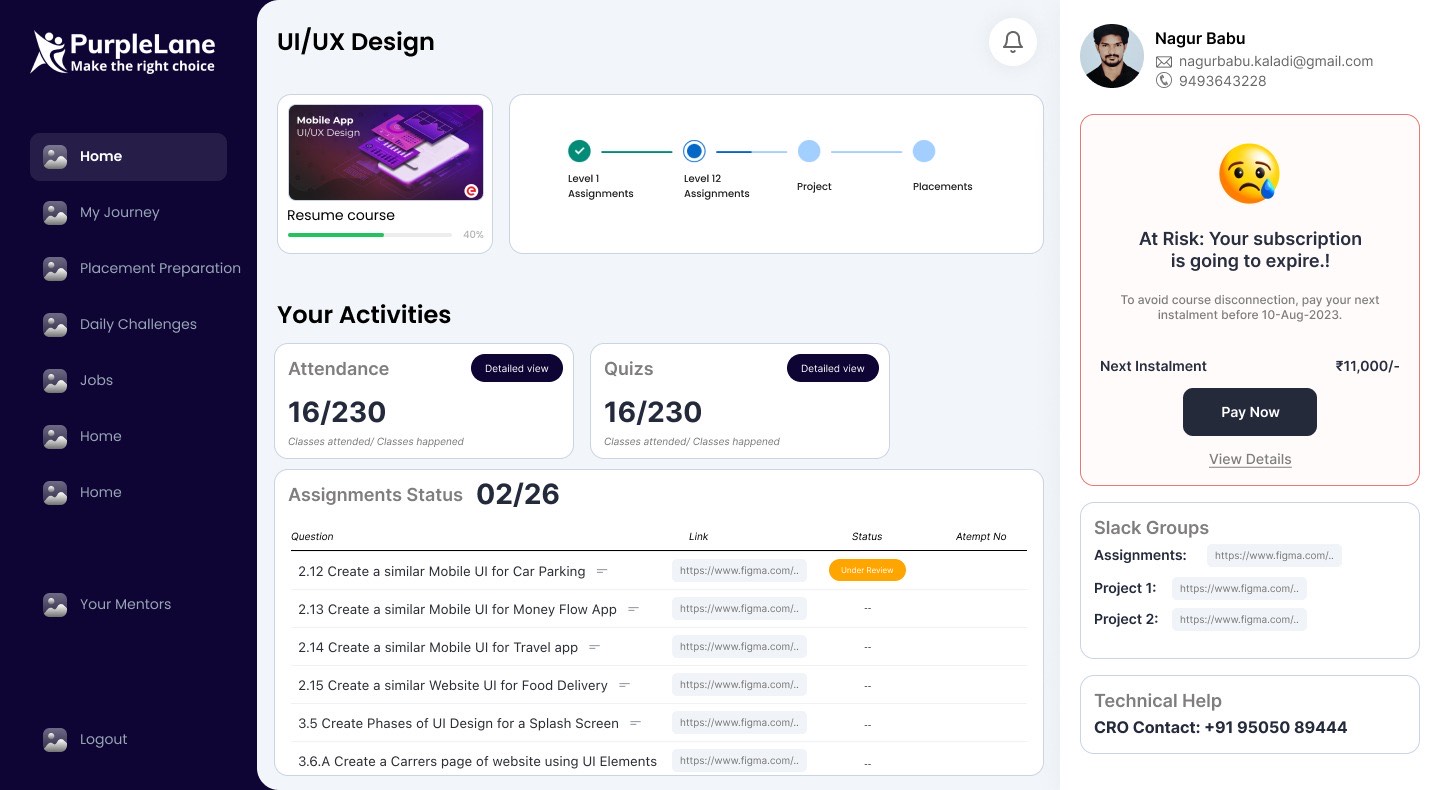 PurpleLane
Make the right choice
Home
My Journey
Placement Preparation
Daily Challenges
Jobs
Home
Home
Your Mentors
Logout
UI/UX Design
Mobile App
UI/UX Design
Resume course
40%
Level 1
Assignments
Level 12
Assignments
Project
Placements
Your Activities
Attendance
Detailed view
16/230
Classes attended/ Classes happened
Quizs
Detailed view
16/230
Classes attended/ Classes happened
Assignments Status 02/26
Question Link Status Atempt No
2.12 Create a similar Mobile UI for Car Parking https://www.figma.com/.. Under Review
2.13 Create a similar Mobile UI for Money Flow App https://www.figma.com/.. --
2.14 Create a similar Mobile UI for Travel app https://www.figma.com/.. --
2.15 Create a similar Website UI for Food Delivery https://www.figma.com/.. --
3.5 Create Phases of UI Design for a Splash Screen https://www.figma.com/.. --
3.6.A Create a Carrers page of website using UI Elements https://www.figma.com/.. --
Nagur Babu
nagurbabu.kaladi@gmail.com
9493643228
At Risk: Your subscription
is going to expire.!
To avoid course disconnection, pay your next
instalment before 10-Aug-2023.
Next Instalment ₹11,000/-
Pay Now
View Details
Slack Groups
Assignments: https://www.figma.com/..
Project 1: https://www.figma.com/..
Project 2: https://www.figma.com/..
Technical Help
CRO Contact: +91 95050 89444